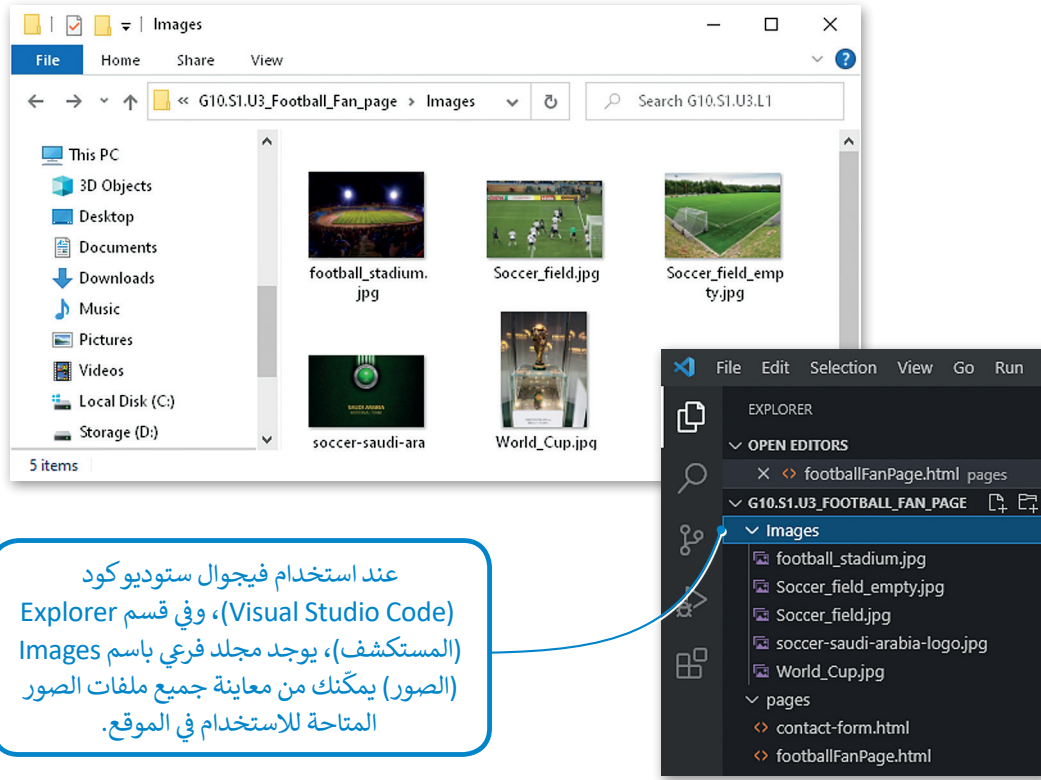 Images
File Home Share View
« G10.S1.U3_Football_Fan_page > Images
Search G10.S1.U3.L1
This PC
3D Objects
Desktop
Documents
Downloads
Music
Pictures
Videos
Local Disk (C:)
Storage (D:)
football_stadium.
jpg
Soccer_field.jpg
Soccer_field_emp
ty.jpg
SAUDI ARABIA
soccer-saudi-ara
World_Cup.jpg
5 items
File Edit Selection View Go Run
EXPLORER
OPEN EDITORS
footballFanPage.html pages
G10.S1.U3_FOOTBALL_FAN_PAGE
Images
football_stadium.jpg
Soccer_field_empty.jpg
Soccer_field.jpg
soccer-saudi-arabia-logo.jpg
World_Cup.jpg
pages
contact-form.html
footballFanPage.html
عند استخدام فيجوال ستوديو كود
(Visual Studio Code)، وفي قسم Explorer
(المستكشف)، يوجد مجلد فرعي باسم Images
(الصور) يمكّنك من معاينة جميع ملفات الصور
المتاحة للاستخدام في الموقع.